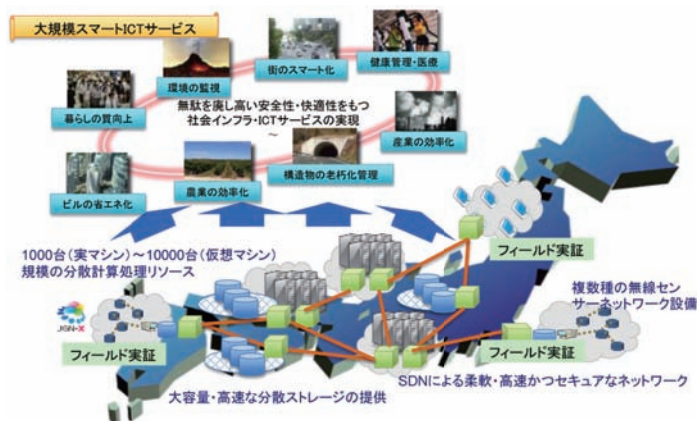 大規模スマートICTサービス
環境の監視
街のスマート化
健康管理・医療
暮らしの質向上
無駄を廃し高い安全性・快適性をもつ
社会インフラ・ICTサービスの実現
～
産業の効率化
ビルの省エネ化
農業の効率化
構造物の老朽化管理
1000台(実マシン)～10000台(仮想マシン)
規模の分散計算処理リソース
フィールド実証
複数種の無線セン
サーネットワーク設備
JGN-X
フィールド実証
フィールド実証
大容量・高速な分散ストレージの提供
SDNによる柔軟・高速かつセキュアなネットワーク